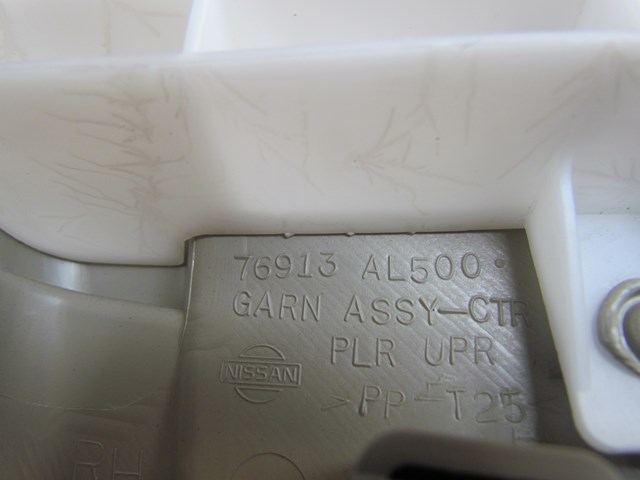 76913 AL500
GARN ASSY-CTR
PLR UPR
NISSAN
>PP-T25
RH